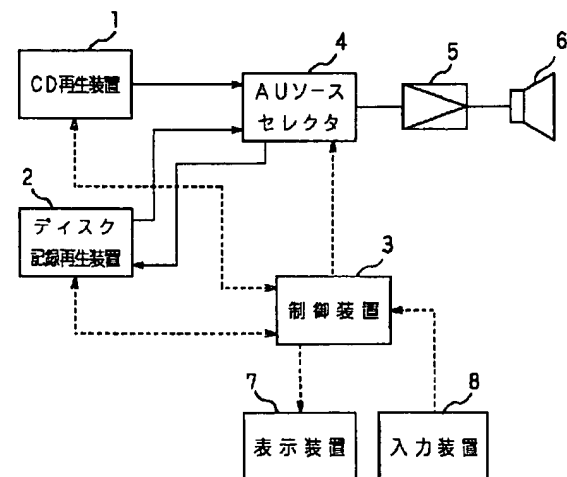 1
CD再生装置
4
AUソース
セレクタ
5
6
2
ディスク
記録再生装置
3
制御装置
7
表示装置
8
入力装置